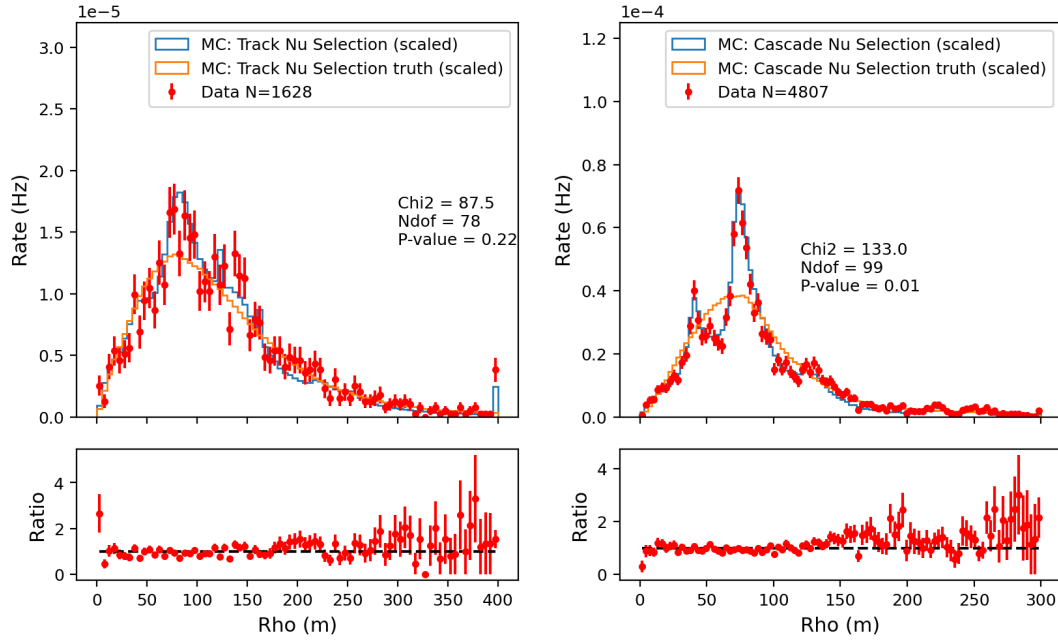 1e−5
3.0
2.5
2.0
1.5
1.0
0.5
0.0
Rate (Hz)
MC: Track Nu Selection (scaled)
MC: Track Nu Selection truth (scaled)
Data N=1628
Chi2 = 87.5
Ndof = 78
P-value = 0.22
4
2
0
Ratio
0 50 100 150 200 250 300 350 400
Rho (m)
1e−4
1.2
1.0
0.8
0.6
0.4
0.2
0.0
Rate (Hz)
MC: Cascade Nu Selection (scaled)
MC: Cascade Nu Selection truth (scaled)
Data N=4807
Chi2 = 133.0
Ndof = 99
P-value = 0.01
4
2
0
Ratio
0 50 100 150 200 250 300
Rho (m)